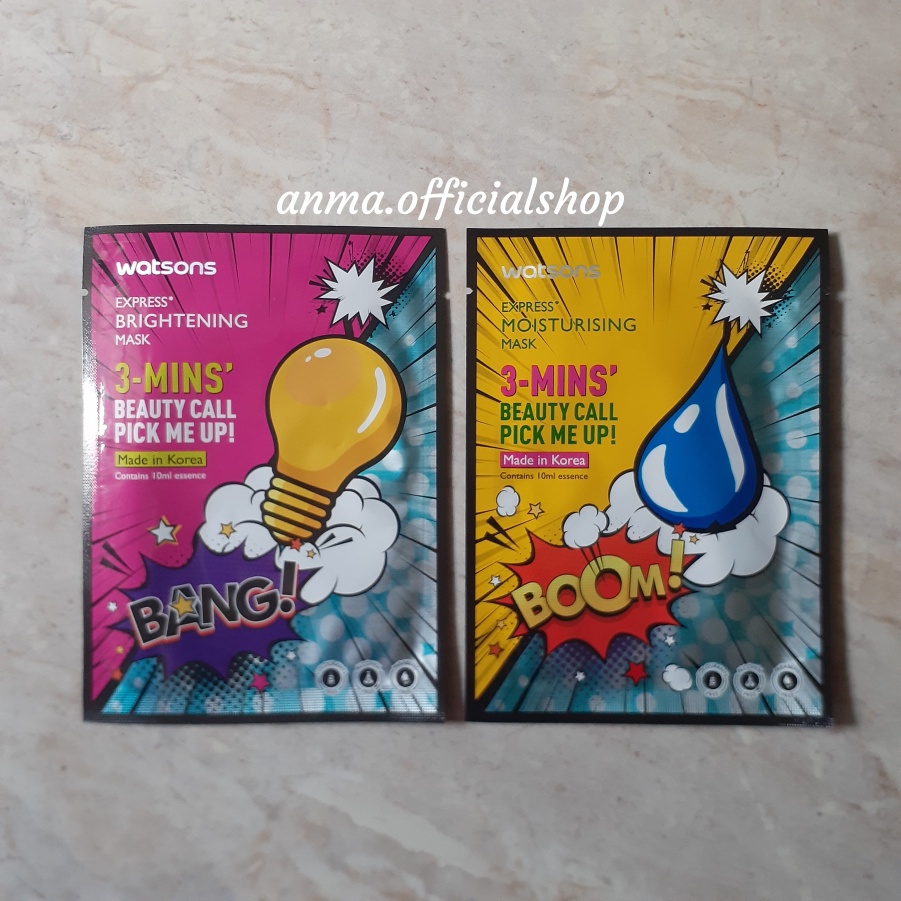 anma.officialshop
watsons
EXPRESS*
BRIGHTENING
MASK
3-MINS'
BEAUTY CALL
PICK ME UP!
Made in Korea
Contains 10ml essence
BANG!
watsons
EXPRESS*
MOISTURISING
MASK
3-MINS'
BEAUTY CALL
PICK ME UP!
Made in Korea
Contains 10ml essence
BOOM!